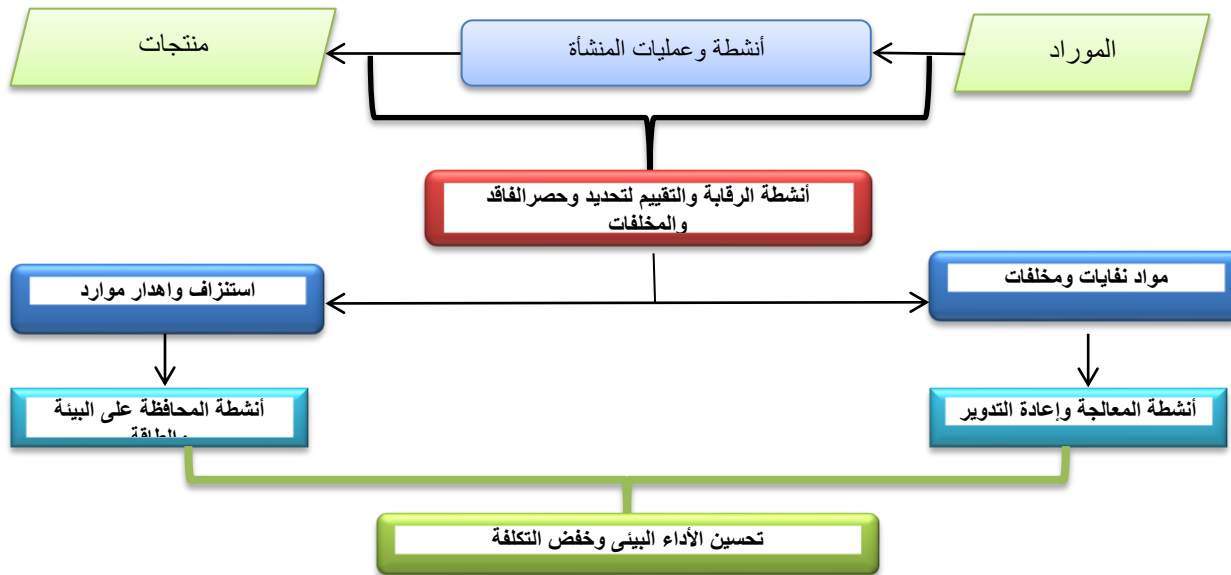 الموراد
أنشطة وعمليات المنشأة
منتجات
أنشطة الرقابة والتقييم لتحديد وحصرالفاقد
والمخلفات
مواد نفايات ومخلفات
استنزاف واهدار موارد
أنشطة المعالجة وإعادة التدوير
أنشطة المحافظة على البيئة
والطاقة
تحسين الأداء البيئى وخفض التكلفة